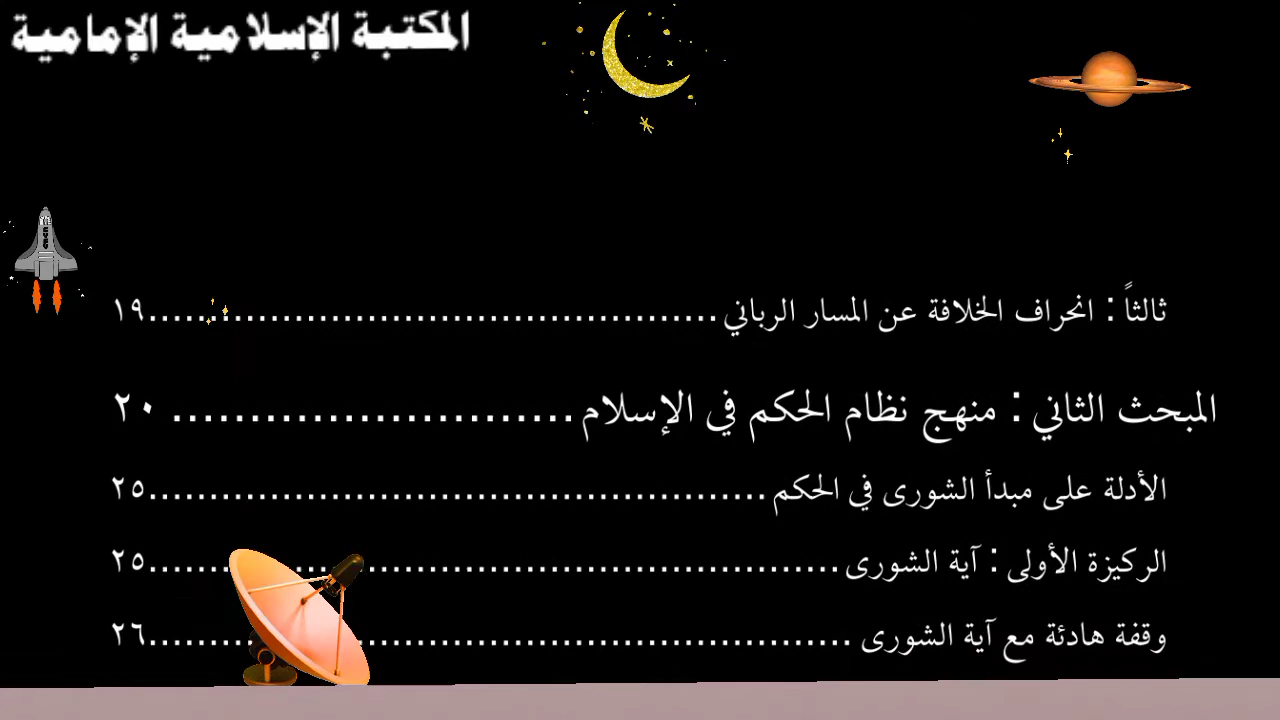 المكتبة الإسلامية الإمامية
ثالثاً : انحراف الخلافة عن المسار الرباني.................................................١٩
المبحث الثاني : منهج نظام الحكم في الإسلام........................... ٢٠
الأدلة على مبدأ الشورى في الحكم.....................................................٢٥
الركيزة الأولى : آية الشورى...........................................................٢٥
وقفة هادئة مع آية الشورى ............................................................٢٦